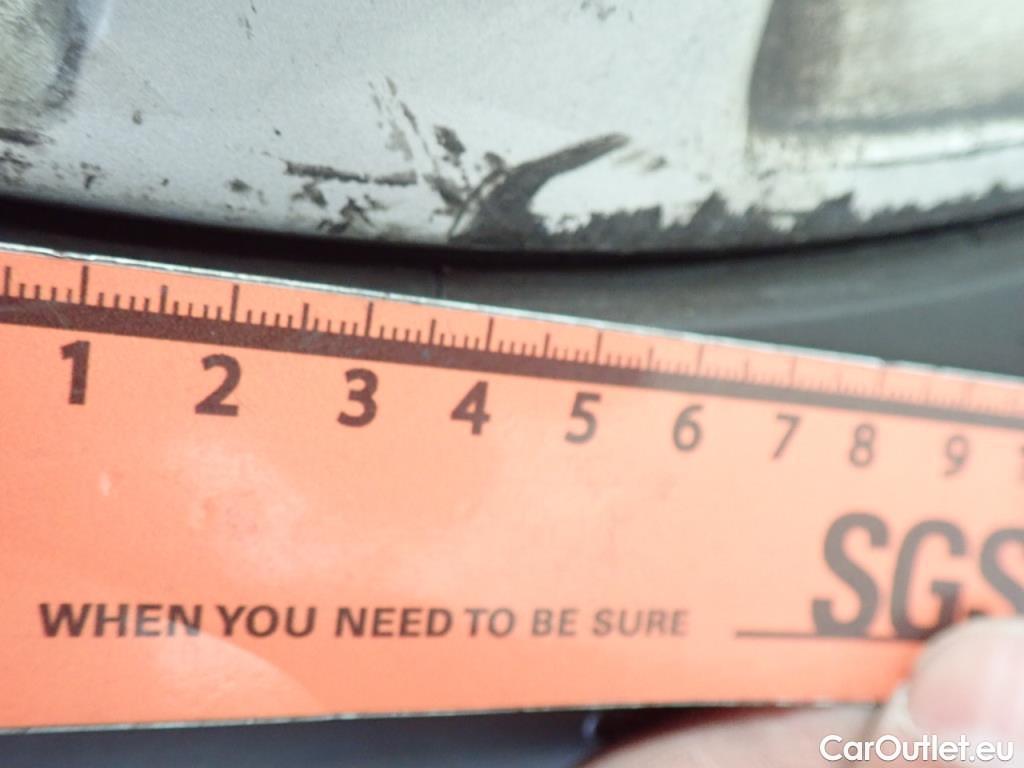 1 2 3 4 5 6 7 8 9
SGS
WHEN YOU NEED TO BE SURE
CarOutlet.eu